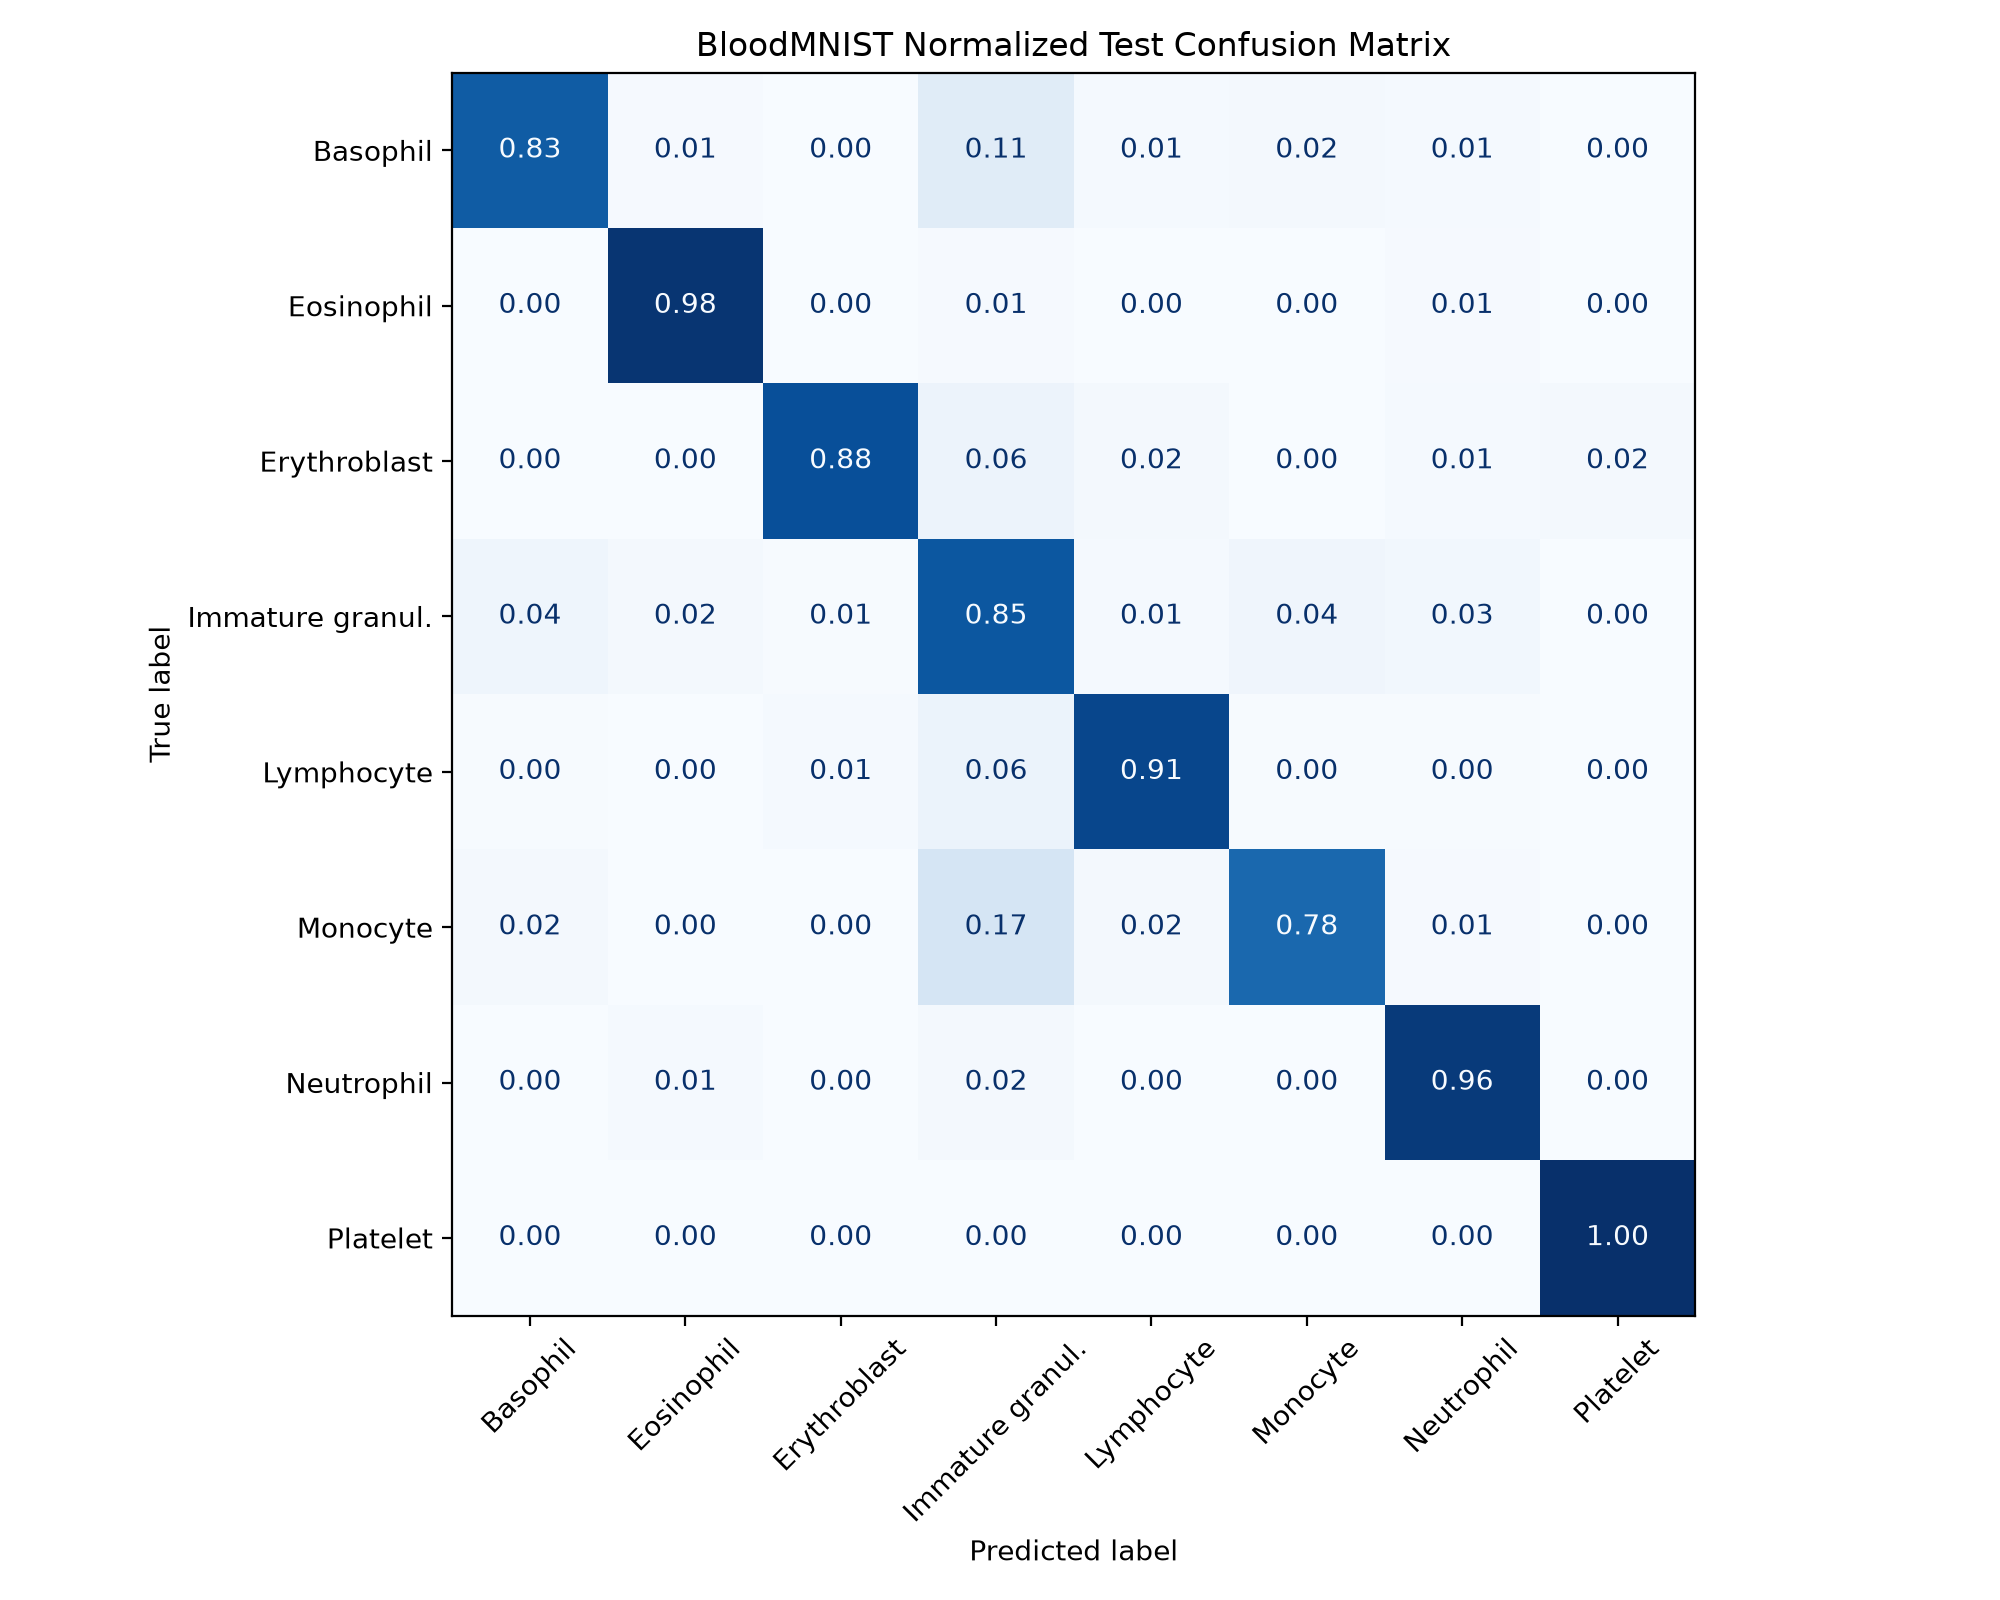 BloodMNIST Normalized Test Confusion Matrix
Basophil 0.83 0.01 0.00 0.11 0.01 0.02 0.01 0.00
Eosinophil 0.00 0.98 0.00 0.01 0.00 0.00 0.01 0.00
Erythroblast 0.00 0.00 0.88 0.06 0.02 0.00 0.01 0.02
Immature granul. 0.04 0.02 0.01 0.85 0.01 0.04 0.03 0.00
True label
Lymphocyte 0.00 0.00 0.01 0.06 0.91 0.00 0.00 0.00
Monocyte 0.02 0.00 0.00 0.17 0.02 0.78 0.01 0.00
Neutrophil 0.00 0.01 0.00 0.02 0.00 0.00 0.96 0.00
Platelet 0.00 0.00 0.00 0.00 0.00 0.00 0.00 1.00
Basophil Eosinophil Erythroblast Immature granul. Lymphocyte Monocyte Neutrophil Platelet
Predicted label